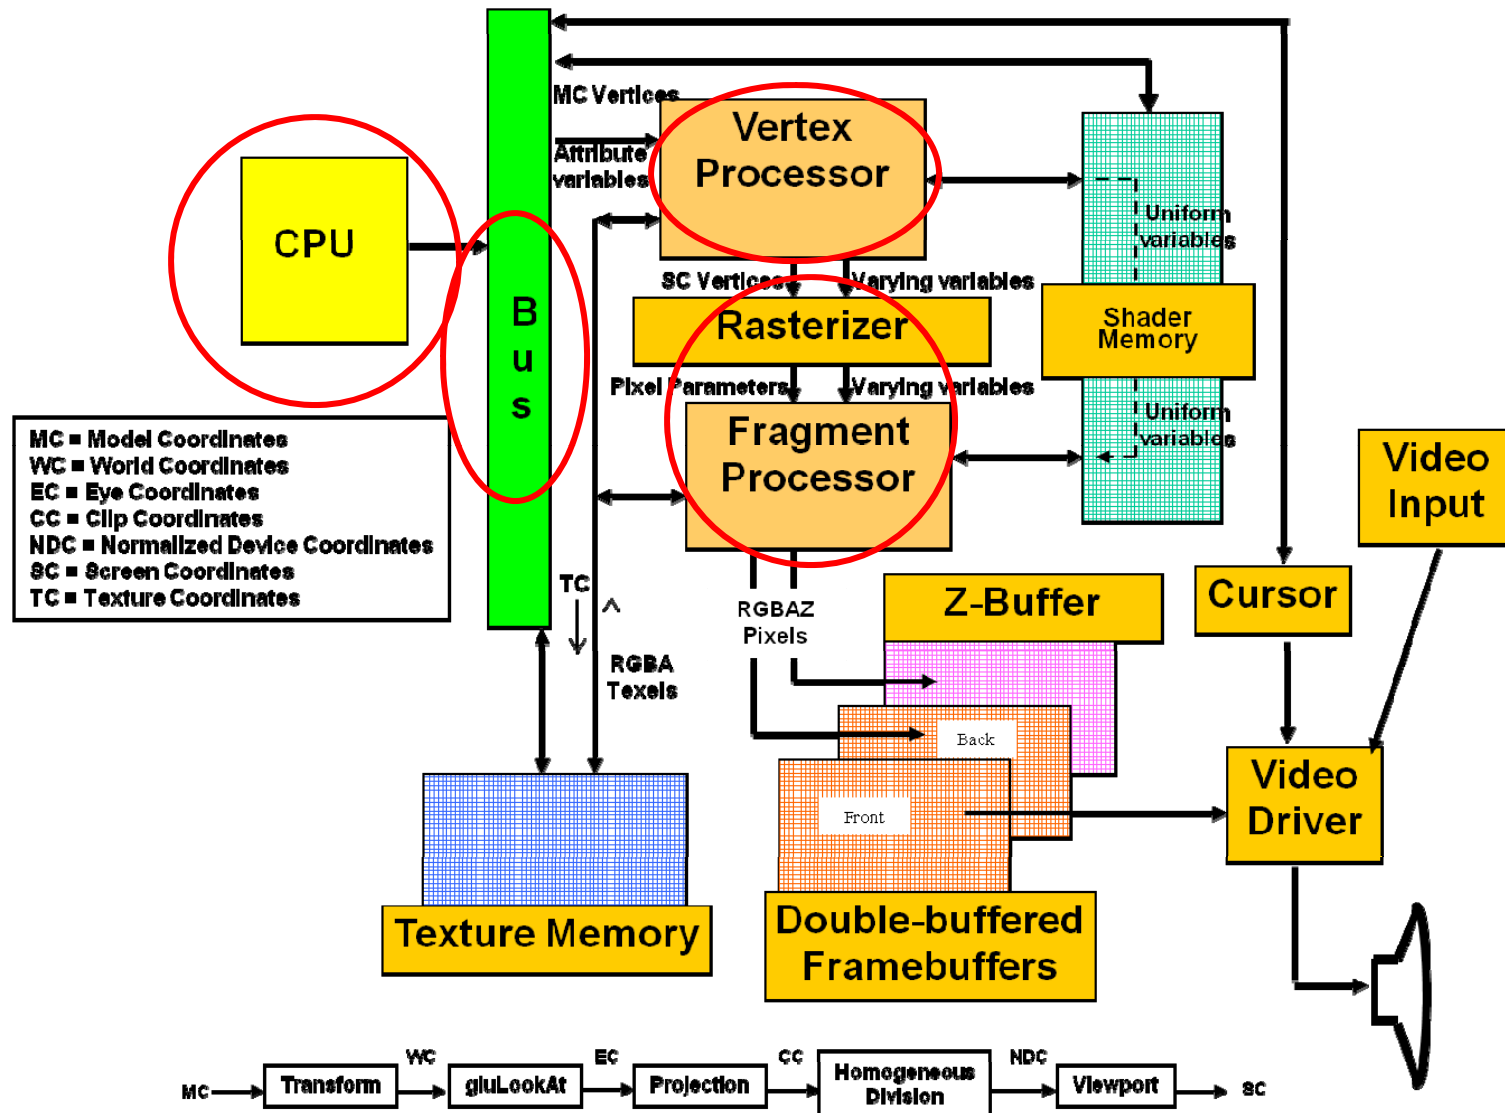 MC Vertices
Attribute
variables
Vertex
Processor
CPU
Bus
Uniform
variables
SC Vertices
Varying variables
Rasterizer
Shader
Memory
Pixel Parameters
Varying variables
Fragment
Processor
Uniform
variables
MC = Model Coordinates
WC = World Coordinates
EC = Eye Coordinates
CC = Clip Coordinates
NDC = Normalized Device Coordinates
SC = Screen Coordinates
TC = Texture Coordinates
Video
Input
TC
RGBA
Texels
RGBAZ
Pixels
Z-Buffer
Cursor
Back
Front
Video
Driver
Texture Memory
Double-buffered
Framebuffers
MC
Transform
WC
gluLookAt
EC
Projection
CC
Homogeneous
Division
NDC
Viewport
SC